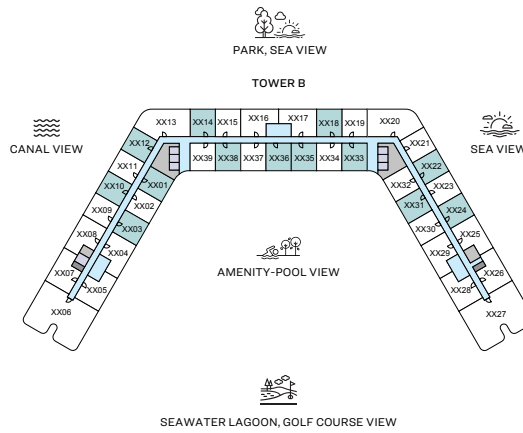 PARK, SEA VIEW
TOWER B
CANAL VIEW
SEA VIEW
XX13
XX14
XX15
XX16
XX17
XX18
XX19
XX20
XX12
XX39
XX38
XX37
XX36
XX35
XX34
XX33
XX21
XX11
XX01
XX32
XX22
XX10
XX02
XX31
XX23
XX09
XX03
XX30
XX24
XX08
XX04
XX29
XX25
XX07
XX05
XX28
XX26
XX06
XX27
AMENITY-POOL VIEW
SEAWATER LAGOON, GOLF COURSE VIEW